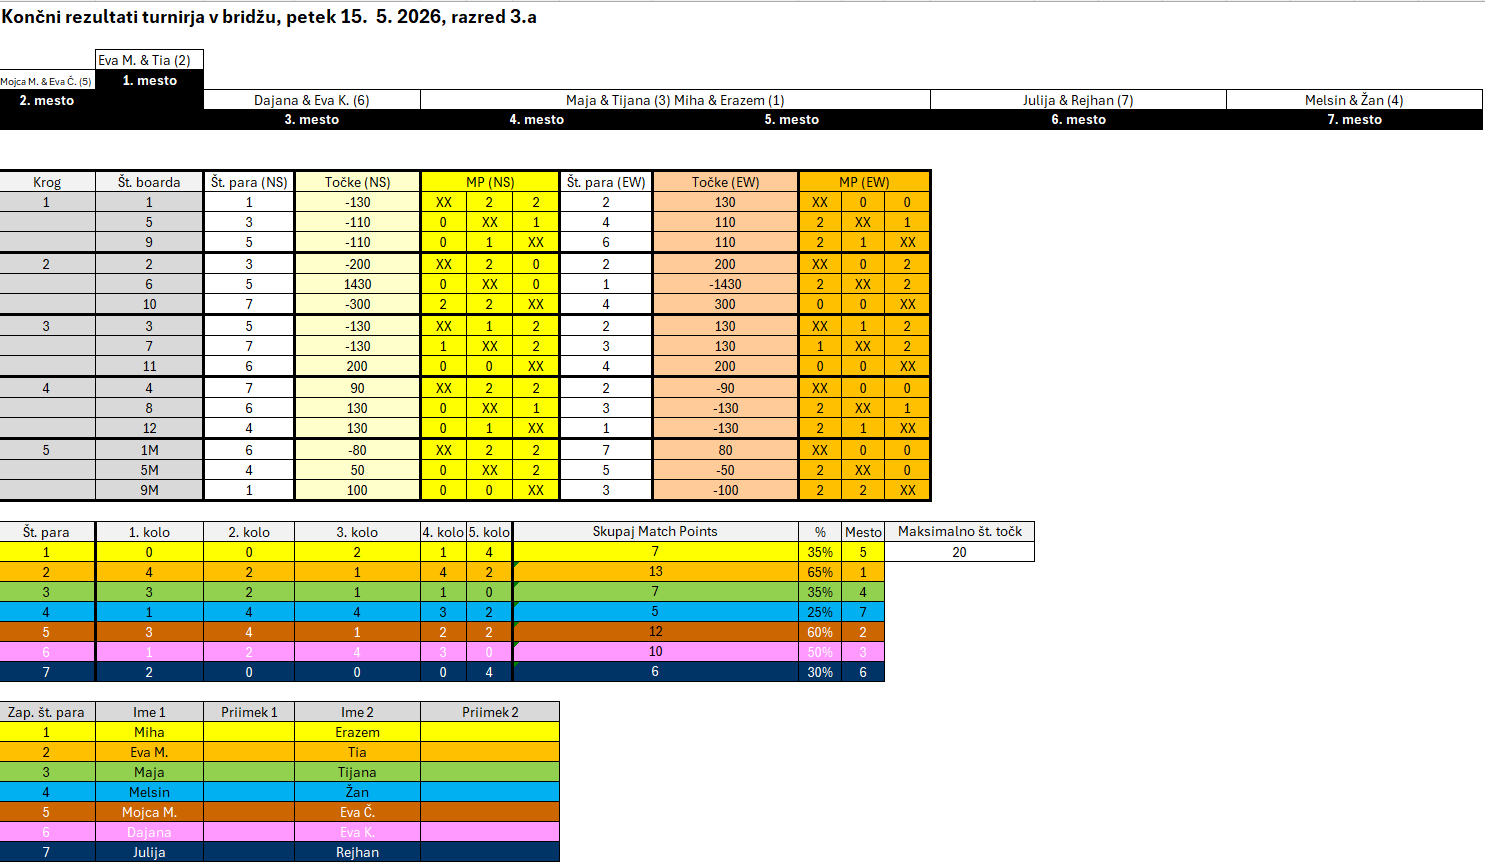 Končni rezultati turnirja v bridžu, petek 15.  5. 2026, razred 3.a
Eva M. & Tia (2)
Mojca M. & Eva Č. (5) 1. mesto
2. mesto Dajana & Eva K. (6) Maja & Tijana (3) Miha & Erazem (1) Julija & Rejhan (7) Melsin & Žan (4)
3. mesto 4. mesto 5. mesto 6. mesto 7. mesto
Krog Št. boarda Št. para (NS) Točke (NS) MP (NS) Št. para (EW) Točke (EW) MP (EW)
1 1 1 -130 XX 2 2 2 130 XX 0 0
5 3 -110 0 XX 1 4 110 2 XX 1
9 5 -110 0 1 XX 6 110 2 1 XX
2 2 3 -200 XX 2 0 2 200 XX 0 2
6 5 1430 0 XX 0 1 -1430 2 XX 2
10 7 -300 2 2 XX 4 300 0 0 XX
3 3 5 -130 XX 1 2 2 130 XX 1 2
7 7 -130 1 XX 2 3 130 1 XX 2
11 6 200 0 0 XX 4 200 0 0 XX
4 4 7 90 XX 2 2 2 -90 XX 0 0
8 6 130 0 XX 1 3 -130 2 XX 1
12 4 130 0 1 XX 1 -130 2 1 XX
5 1M 6 -80 XX 2 2 7 80 XX 0 0
5M 4 50 0 XX 2 5 -50 2 XX 0
9M 1 100 0 0 XX 3 -100 2 2 XX
Št. para 1. kolo 2. kolo 3. kolo 4. kolo 5. kolo Skupaj Match Points % Mesto Maksimalno št. točk
1 0 0 2 1 4 7 35% 5 20
2 4 2 1 4 2 13 65% 1
3 3 2 1 1 0 7 35% 4
4 1 4 4 3 2 5 25% 7
5 3 4 1 2 2 12 60% 2
6 1 2 4 3 0 10 50% 3
7 2 0 0 0 4 6 30% 6
Zap. št. para Ime 1 Priimek 1 Ime 2 Priimek 2
1 Miha Erazem
2 Eva M. Tia
3 Maja Tijana
4 Melsin Žan
5 Mojca M. Eva Č.
6 Dajana Eva K.
7 Julija Rejhan